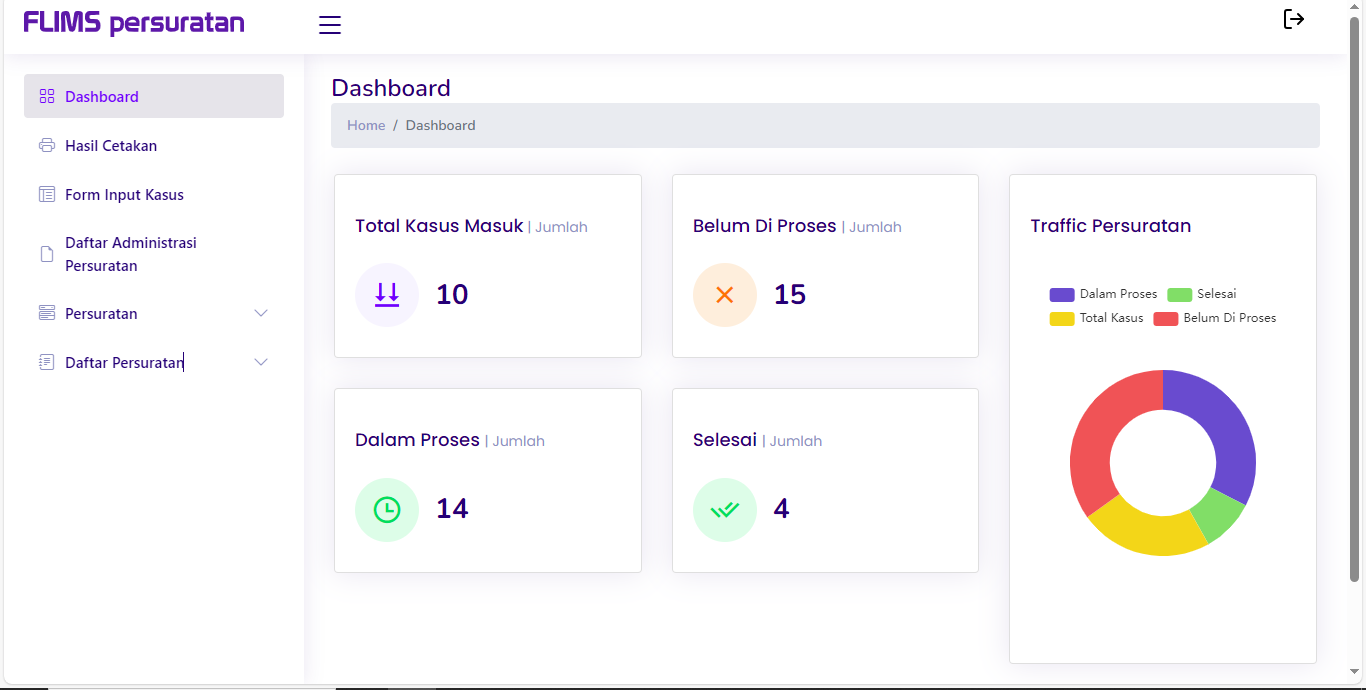 FLIMS persuratan
Dashboard
Hasil Cetakan
Form Input Kasus
Daftar Administrasi
Persuratan
Persuratan
Daftar Persuratan
Dashboard
Home / Dashboard
Total Kasus Masuk | Jumlah
10
Belum Di Proses | Jumlah
15
Dalam Proses | Jumlah
14
Selesai | Jumlah
4
Traffic Persuratan
Dalam Proses Selesai
Total Kasus Belum Di Proses